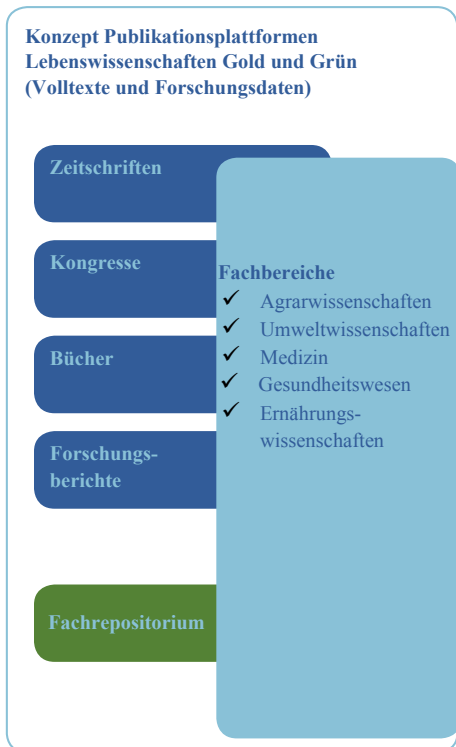 Konzept Publikationsplattformen
Lebenswissenschaften Gold und Grün
(Volltexte und Forschungsdaten)
Zeitschriften
Kongresse
Bücher
Forschungs-
berichte
Fachrepositorium
Fachbereiche
✓ Agrarwissenschaften
✓ Umweltwissenschaften
✓ Medizin
✓ Gesundheitswesen
✓ Ernährungs-
wissenschaften